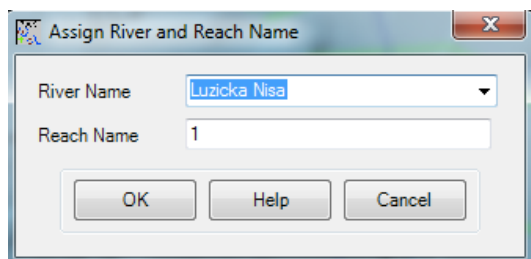 Assign River and Reach Name
River Name Luzicka Nisa
Reach Name 1
OK Help Cancel